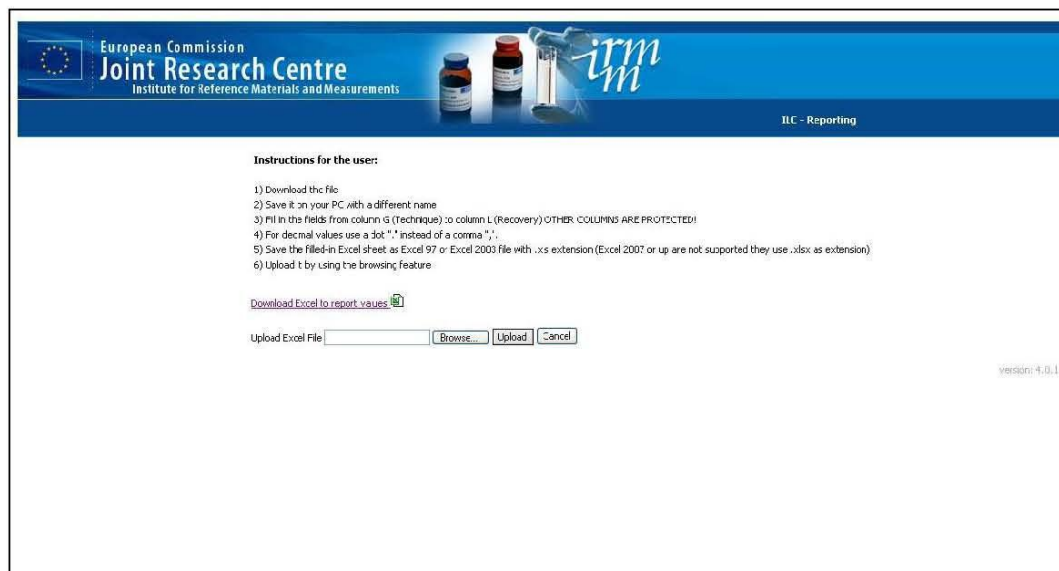 European Commission
Joint Research Centre
Institute for Reference Materials and Measurements
irmm
ILC - Reporting
Instructions for the user:
1) Download the file
2) Save it on your PC with a different name
3) Fill in the fields from column G (Technique) to column L (Recovery) OTHER COLUMNS ARE PROTECTED!
4) For decimal values use a dot "." instead of a comma ",".
5) Save the filled-in Excel sheet as Excel 97 or Excel 2003 file with .xls extension (Excel 2007 or up are not supported they use .xlsx as extension)
6) Upload it by using the browsing feature
Download Excel to report values
Upload Excel File Browse... Upload Cancel
version: 4.0.1